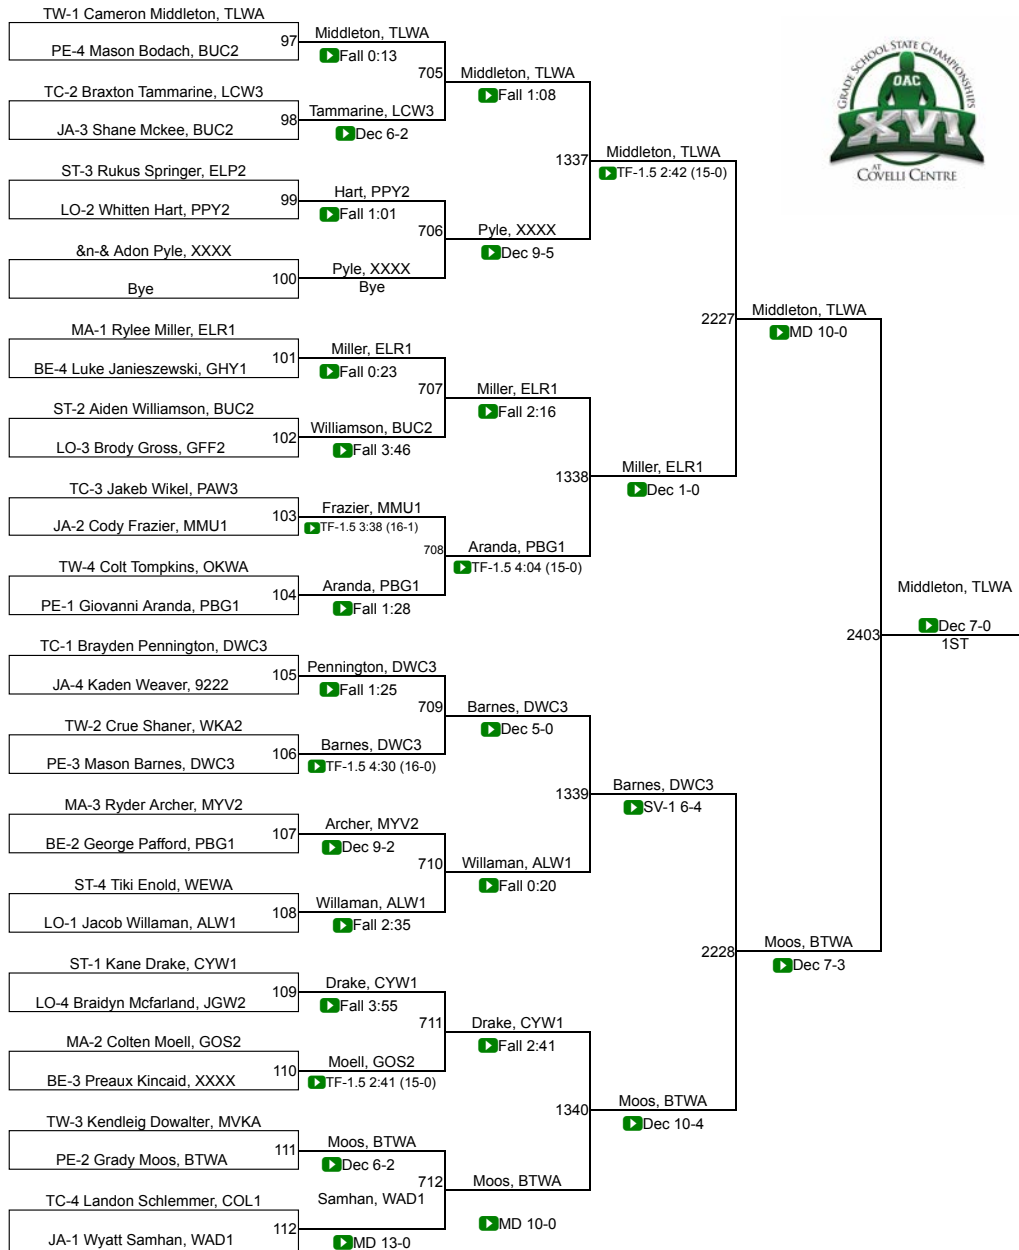 GRADE SCHOOL STATE CHAMPIONSHIPS
OAC
XVI
AT
COVELLI CENTRE
TW-1 Cameron Middleton, TLWA
PE-4 Mason Bodach, BUC2
97
TC-2 Braxton Tammarine, LCW3
JA-3 Shane Mckee, BUC2
98
ST-3 Rukus Springer, ELP2
LO-2 Whitten Hart, PPY2
99
&n-& Adon Pyle, XXXX
Bye
100
MA-1 Rylee Miller, ELR1
BE-4 Luke Janieszewski, GHY1
101
ST-2 Aiden Williamson, BUC2
LO-3 Brody Gross, GFF2
102
TC-3 Jakeb Wikel, PAW3
JA-2 Cody Frazier, MMU1
103
TW-4 Colt Tompkins, OKWA
PE-1 Giovanni Aranda, PBG1
104
TC-1 Brayden Pennington, DWC3
JA-4 Kaden Weaver, 9222
105
TW-2 Crue Shaner, WKA2
PE-3 Mason Barnes, DWC3
106
MA-3 Ryder Archer, MYV2
BE-2 George Pafford, PBG1
107
ST-4 Tiki Enold, WEWA
LO-1 Jacob Willaman, ALW1
108
ST-1 Kane Drake, CYW1
LO-4 Braidyn Mcfarland, JGW2
109
MA-2 Colten Moell, GOS2
BE-3 Preaux Kincaid, XXXX
110
TW-3 Kendleig Dowalter, MVKA
PE-2 Grady Moos, BTWA
111
TC-4 Landon Schlemmer, COL1
JA-1 Wyatt Samhan, WAD1
112
Middleton, TLWA
Fall 0:13
705
Tammarine, LCW3
Dec 6-2
Hart, PPY2
Fall 1:01
706
Pyle, XXXX
Bye
Miller, ELR1
Fall 0:23
707
Williamson, BUC2
Fall 3:46
Frazier, MMU1
TF-1.5 3:38 (16-1)
708
Aranda, PBG1
Fall 1:28
Pennington, DWC3
Fall 1:25
709
Barnes, DWC3
TF-1.5 4:30 (16-0)
Archer, MYV2
Dec 9-2
710
Willaman, ALW1
Fall 2:35
Drake, CYW1
Fall 3:55
711
Moell, GOS2
TF-1.5 2:41 (15-0)
Moos, BTWA
Dec 6-2
712
Samhan, WAD1
MD 13-0
Middleton, TLWA
Fall 1:08
1337
Pyle, XXXX
Dec 9-5
Miller, ELR1
Fall 2:16
1338
Aranda, PBG1
TF-1.5 4:04 (15-0)
Barnes, DWC3
Dec 5-0
1339
Willaman, ALW1
Fall 0:20
Drake, CYW1
Fall 2:41
1340
Moos, BTWA
MD 10-0
Middleton, TLWA
TF-1.5 2:42 (15-0)
2227
Miller, ELR1
Dec 1-0
Barnes, DWC3
SV-1 6-4
2228
Moos, BTWA
Dec 10-4
Middleton, TLWA
MD 10-0
2403
Moos, BTWA
Dec 7-3
Middleton, TLWA
Dec 7-0
1ST